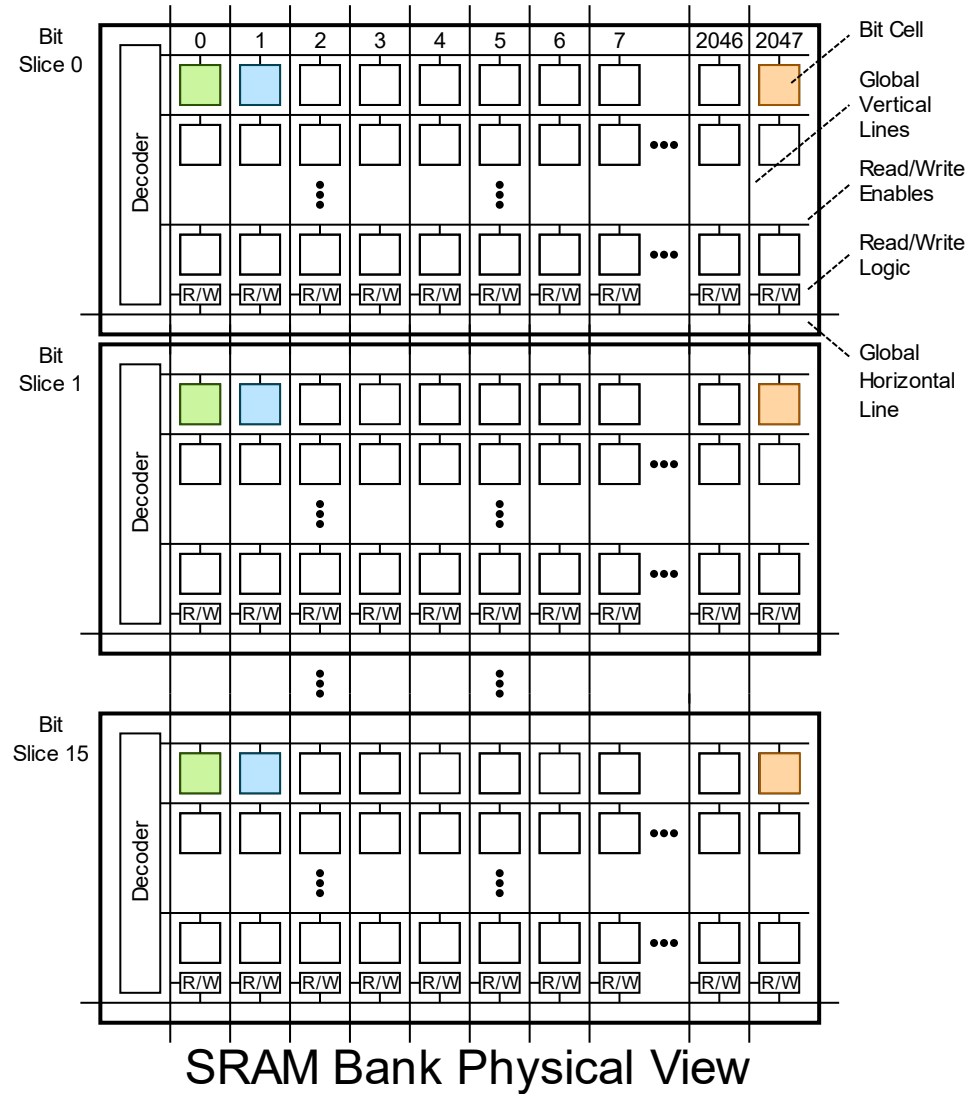 Bit
Slice 0
0 1 2 3 4 5 6 7 2046 2047
Decoder
R/W R/W R/W R/W R/W R/W R/W R/W R/W R/W
Bit Cell
Global
Vertical
Lines
Read/Write
Enables
Read/Write
Logic
Global
Horizontal
Line
Bit
Slice 1
Decoder
R/W R/W R/W R/W R/W R/W R/W R/W R/W R/W
Bit
Slice 15
Decoder
R/W R/W R/W R/W R/W R/W R/W R/W R/W R/W
SRAM Bank Physical View